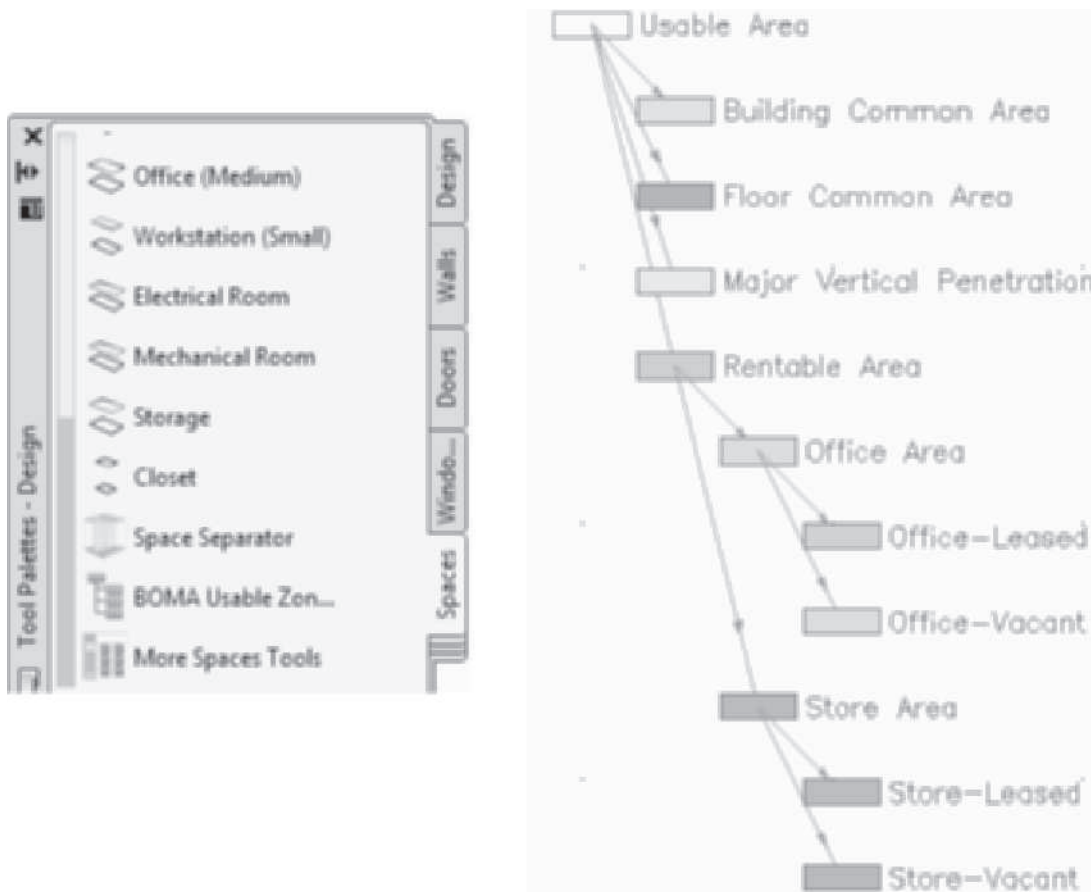 Tool Palettes - Design
Office (Medium)
Workstation (Small)
Electrical Room
Mechanical Room
Storage
Closet
Space Separator
BOMA Usable Zon...
More Spaces Tools
Design
Walls
Doors
Windo...
Spaces
Usable Area
Building Common Area
Floor Common Area
Major Vertical Penetration
Rentable Area
Office Area
Office-Leased
Office-Vacant
Store Area
Store-Leased
Store-Vacant